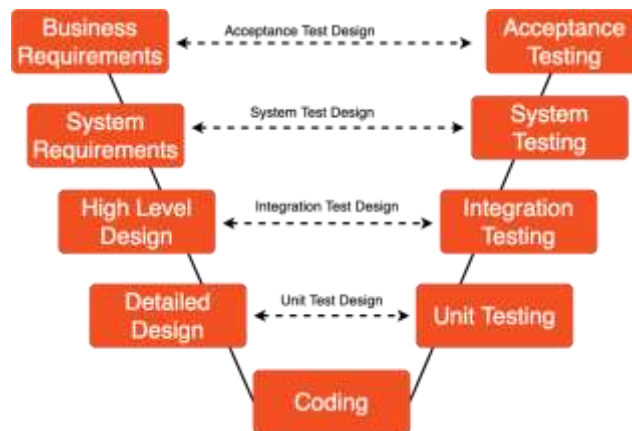 Business
Requirements
Acceptance Test Design
Acceptance
Testing
System
Requirements
System Test Design
System
Testing
High Level
Design
Integration Test Design
Integration
Testing
Detailed
Design
Unit Test Design
Unit Testing
Coding